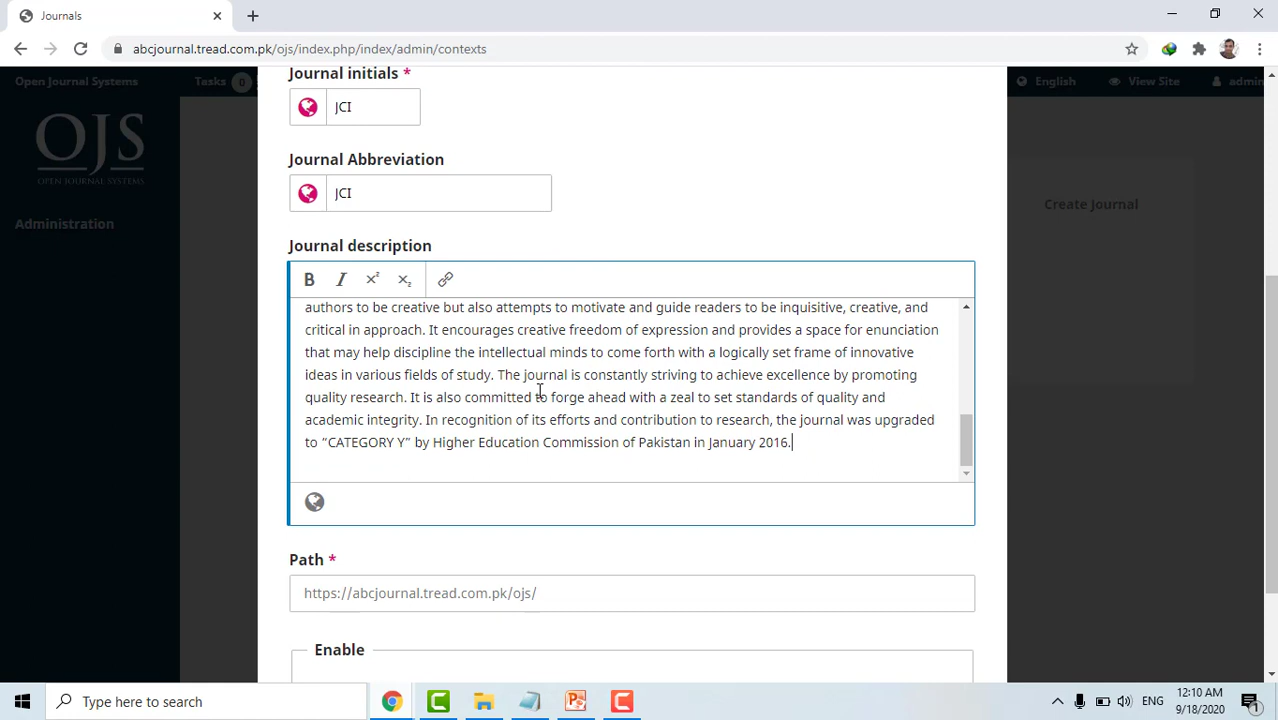 Journals
abcjournal.tread.com.pk/ojs/index.php/index/admin/contexts
Open Journal Systems
Tasks 0
English
View Site
admin
OJS
OPEN JOURNAL SYSTEMS
Administration
Create Journal
Journal initials *
JCI
Journal Abbreviation
JCI
Journal description
B I x² x₂
authors to be creative but also attempts to motivate and guide readers to be inquisitive, creative, and
critical in approach. It encourages creative freedom of expression and provides a space for enunciation
that may help discipline the intellectual minds to come forth with a logically set frame of innovative
ideas in various fields of study. The journal is constantly striving to achieve excellence by promoting
quality research. It is also committed to forge ahead with a zeal to set standards of quality and
academic integrity. In recognition of its efforts and contribution to research, the journal was upgraded
to “CATEGORY Y” by Higher Education Commission of Pakistan in January 2016.
Path *
https://abcjournal.tread.com.pk/ojs/
Enable
Type here to search
ENG
12:10 AM
9/18/2020